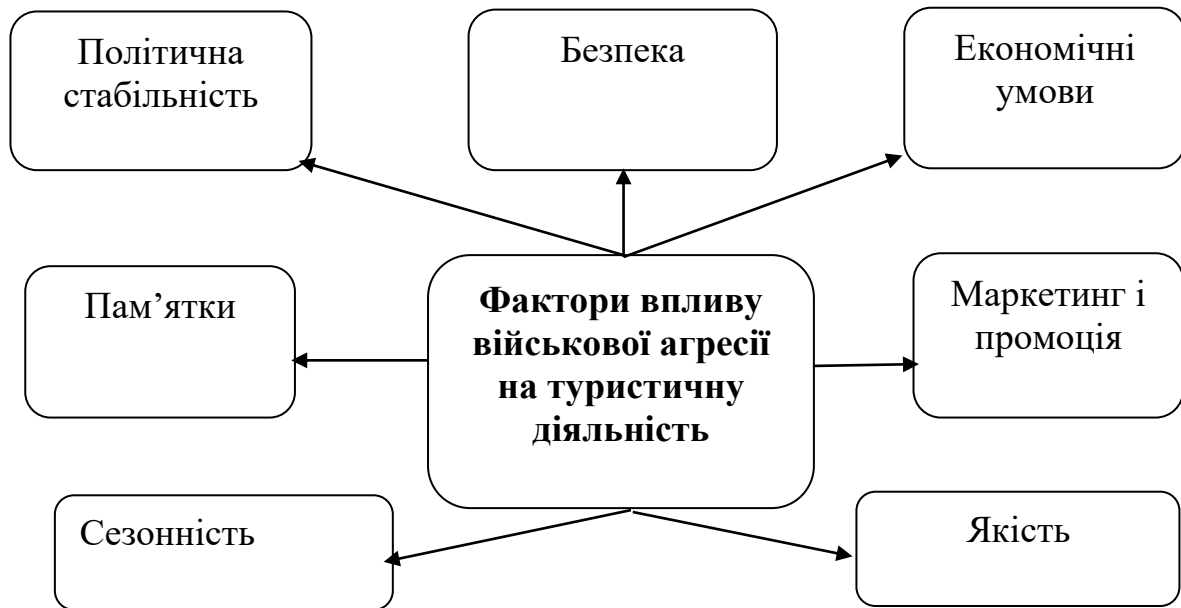 Політична
стабільність
Безпека
Економічні
умови
Пам’ятки
Фактори впливу
військової агресії
на туристичну
діяльність
Маркетинг і
промоція
Сезонність
Якість